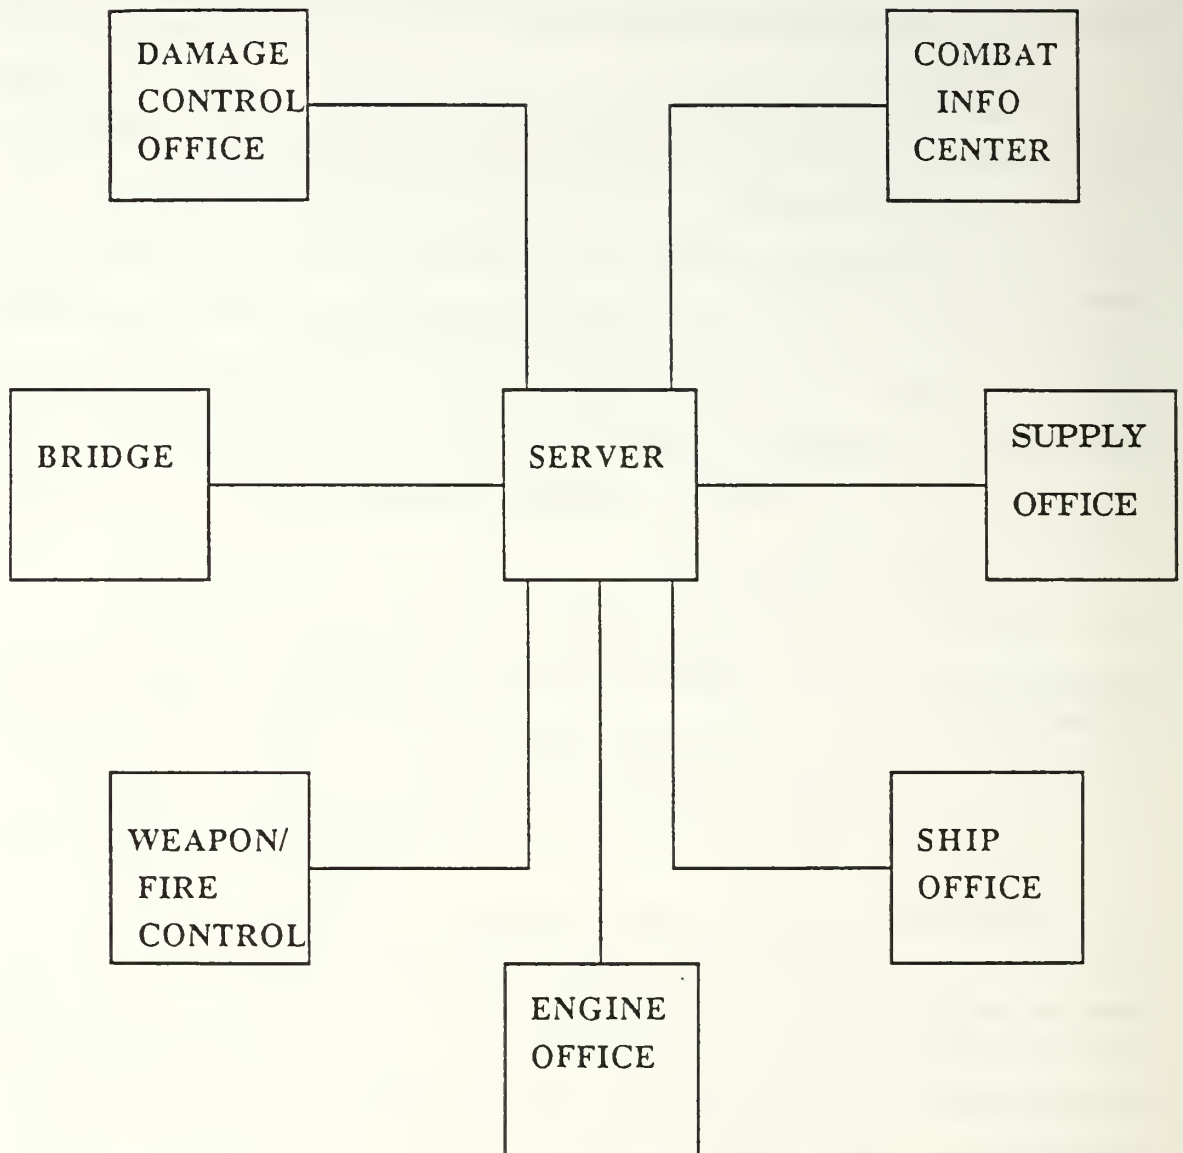 DAMAGE
CONTROL
OFFICE
COMBAT
INFO
CENTER
BRIDGE
SERVER
SUPPLY
OFFICE
WEAPON/
FIRE
CONTROL
SHIP
OFFICE
ENGINE
OFFICE